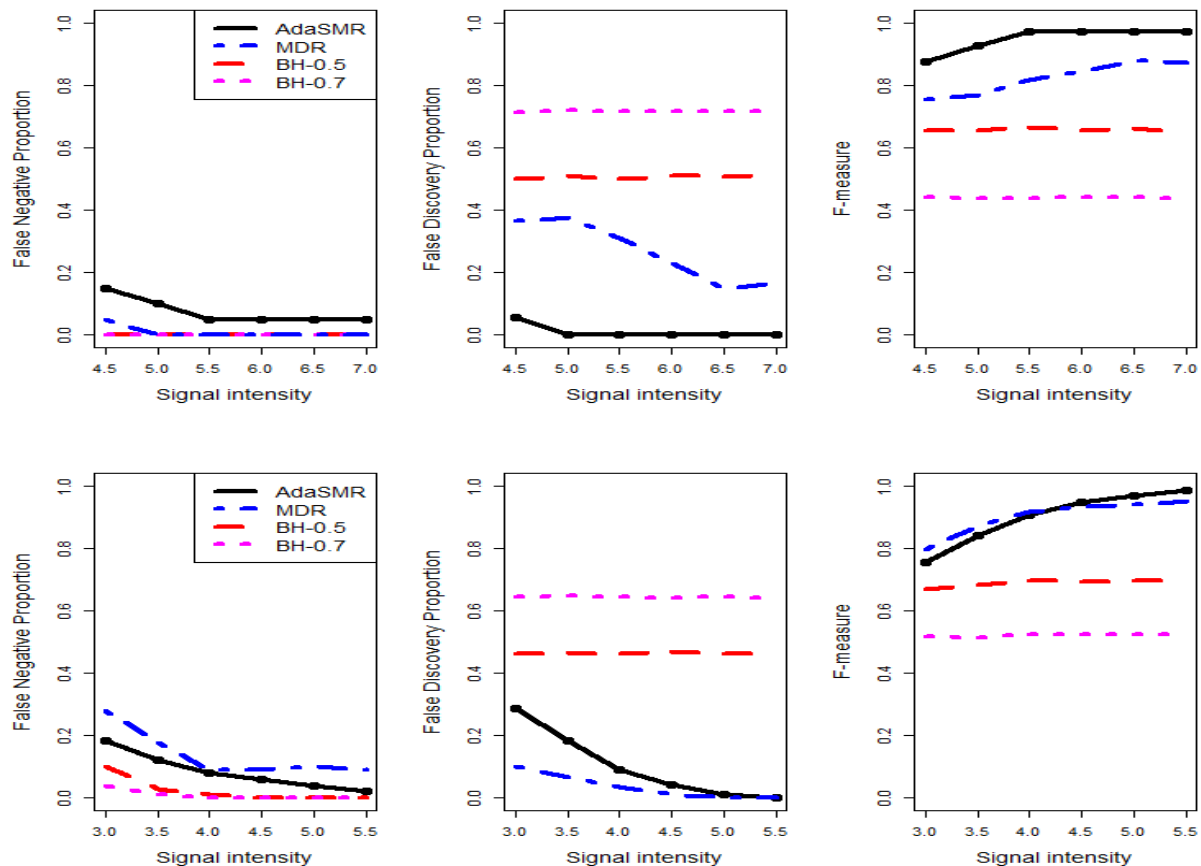 AdaSMR
MDR
BH-0.5
BH-0.7
False Negative Proportion
0.0 0.2 0.4 0.6 0.8 1.0
4.5 5.0 5.5 6.0 6.5 7.0
Signal intensity
False Discovery Proportion
0.0 0.2 0.4 0.6 0.8 1.0
4.5 5.0 5.5 6.0 6.5 7.0
Signal intensity
F-measure
0.0 0.2 0.4 0.6 0.8 1.0
4.5 5.0 5.5 6.0 6.5 7.0
Signal intensity
AdaSMR
MDR
BH-0.5
BH-0.7
False Negative Proportion
0.0 0.2 0.4 0.6 0.8 1.0
3.0 3.5 4.0 4.5 5.0 5.5
Signal intensity
False Discovery Proportion
0.0 0.2 0.4 0.6 0.8 1.0
3.0 3.5 4.0 4.5 5.0 5.5
Signal intensity
F-measure
0.0 0.2 0.4 0.6 0.8 1.0
3.0 3.5 4.0 4.5 5.0 5.5
Signal intensity